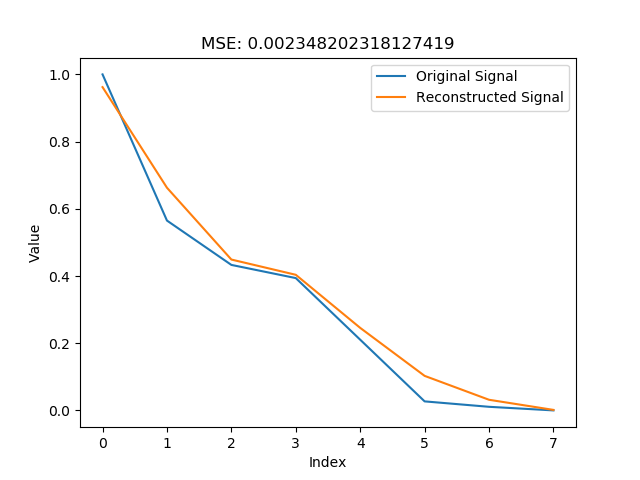 MSE: 0.002348202318127419
Original Signal
Reconstructed Signal
1.0
0.8
0.6
0.4
0.2
0.0
Value
0 1 2 3 4 5 6 7
Index